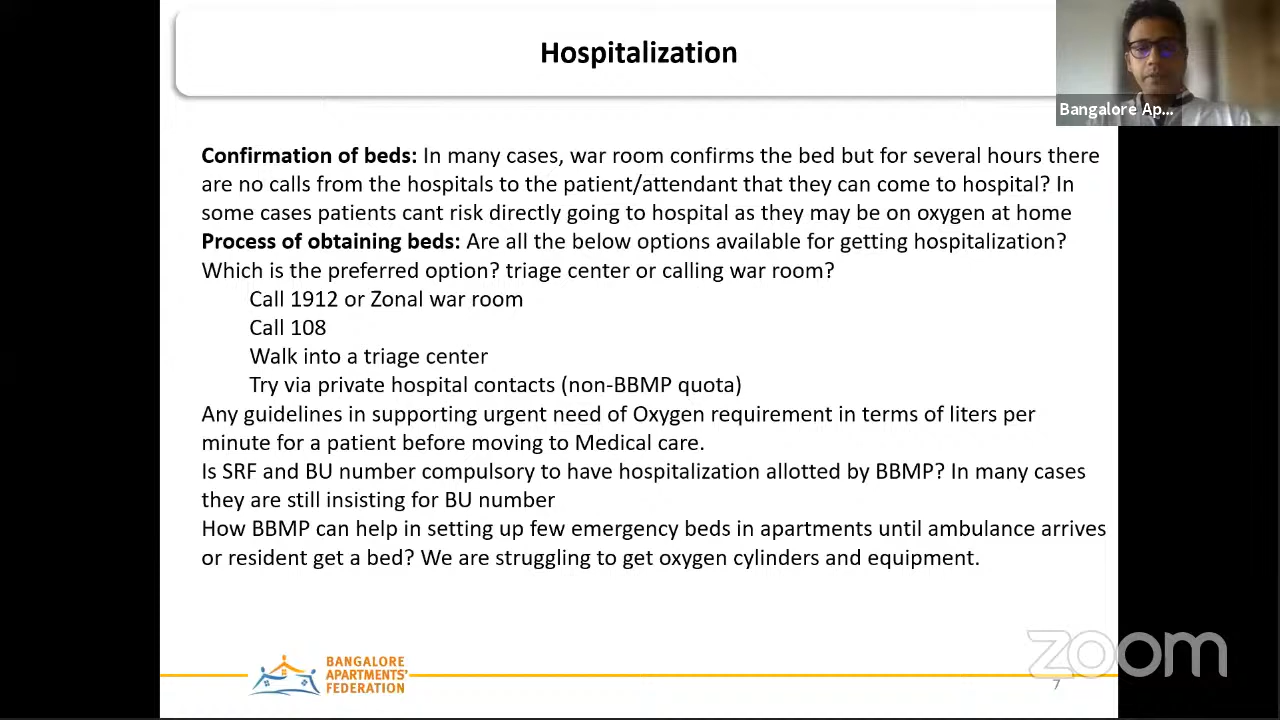 Hospitalization
Bangalore Ap...
Confirmation of beds: In many cases, war room confirms the bed but for several hours there
are no calls from the hospitals to the patient/attendant that they can come to hospital? In
some cases patients cant risk directly going to hospital as they may be on oxygen at home
Process of obtaining beds: Are all the below options available for getting hospitalization?
Which is the preferred option? triage center or calling war room?
Call 1912 or Zonal war room
Call 108
Walk into a triage center
Try via private hospital contacts (non-BBMP quota)
Any guidelines in supporting urgent need of Oxygen requirement in terms of liters per
minute for a patient before moving to Medical care.
Is SRF and BU number compulsory to have hospitalization allotted by BBMP? In many cases
they are still insisting for BU number
How BBMP can help in setting up few emergency beds in apartments until ambulance arrives
or resident get a bed? We are struggling to get oxygen cylinders and equipment.
BANGALORE
APARTMENTS'
FEDERATION
zoom
7